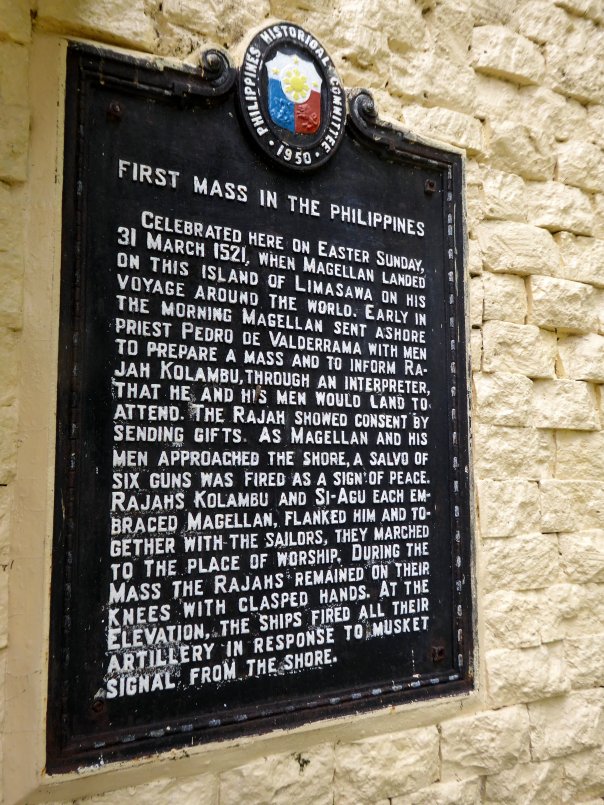 PHILIPPINES HISTORICAL COMMITTEE
• 1950 •
FIRST MASS IN THE PHILIPPINES
CELEBRATED HERE ON EASTER SUNDAY,
31 MARCH 1521, WHEN MAGELLAN LANDED
ON THIS ISLAND OF LIMASAWA ON HIS
VOYAGE AROUND THE WORLD. EARLY IN
THE MORNING MAGELLAN SENT ASHORE
PRIEST PEDRO DE VALDERRAMA WITH MEN
TO PREPARE A MASS AND TO INFORM RA-
JAH KOLAMBU, THROUGH AN INTERPRETER,
THAT HE AND HIS MEN WOULD LAND TO
ATTEND. THE RAJAH SHOWED CONSENT BY
SENDING GIFTS. AS MAGELLAN AND HIS
MEN APPROACHED THE SHORE, A SALVO OF
SIX GUNS WAS FIRED AS A SIGN OF PEACE.
RAJAHS KOLAMBU AND SI-AGU EACH EM-
BRACED MAGELLAN, FLANKED HIM AND TO-
GETHER WITH THE SAILORS, THEY MARCHED
TO THE PLACE OF WORSHIP. DURING THE
MASS THE RAJAHS REMAINED ON THEIR
KNEES WITH CLASPED HANDS. AT THE
ELEVATION, THE SHIPS FIRED ALL THEIR
ARTILLERY IN RESPONSE TO MUSKET
SIGNAL FROM THE SHORE.